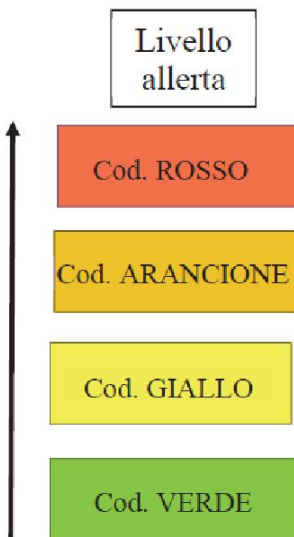 Livello
allerta
Cod. ROSSO
Cod. ARANCIONE
Cod. GIALLO
Cod. VERDE